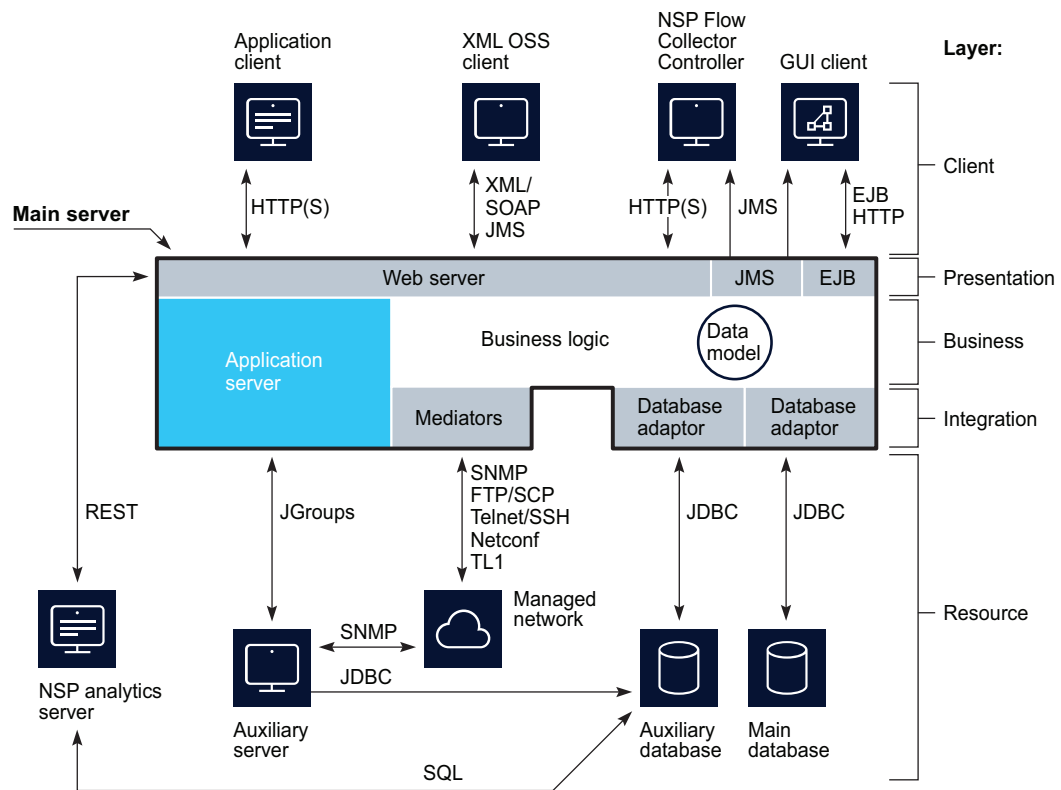 Application
client
XML OSS
client
NSP Flow
Collector
Controller
GUI client
Layer:
Client
HTTP(S)
XML/
SOAP
JMS
HTTP(S)
JMS
EJB
HTTP
Main server
Web server
JMS
EJB
Presentation
Application
server
Business logic
Data
model
Business
Mediators
Database
adaptor
Database
adaptor
Integration
REST
JGroups
SNMP
FTP/SCP
Telnet/SSH
Netconf
TL1
JDBC
JDBC
Resource
Managed
network
SNMP
JDBC
NSP analytics
server
Auxiliary
server
Auxiliary
database
Main
database
SQL